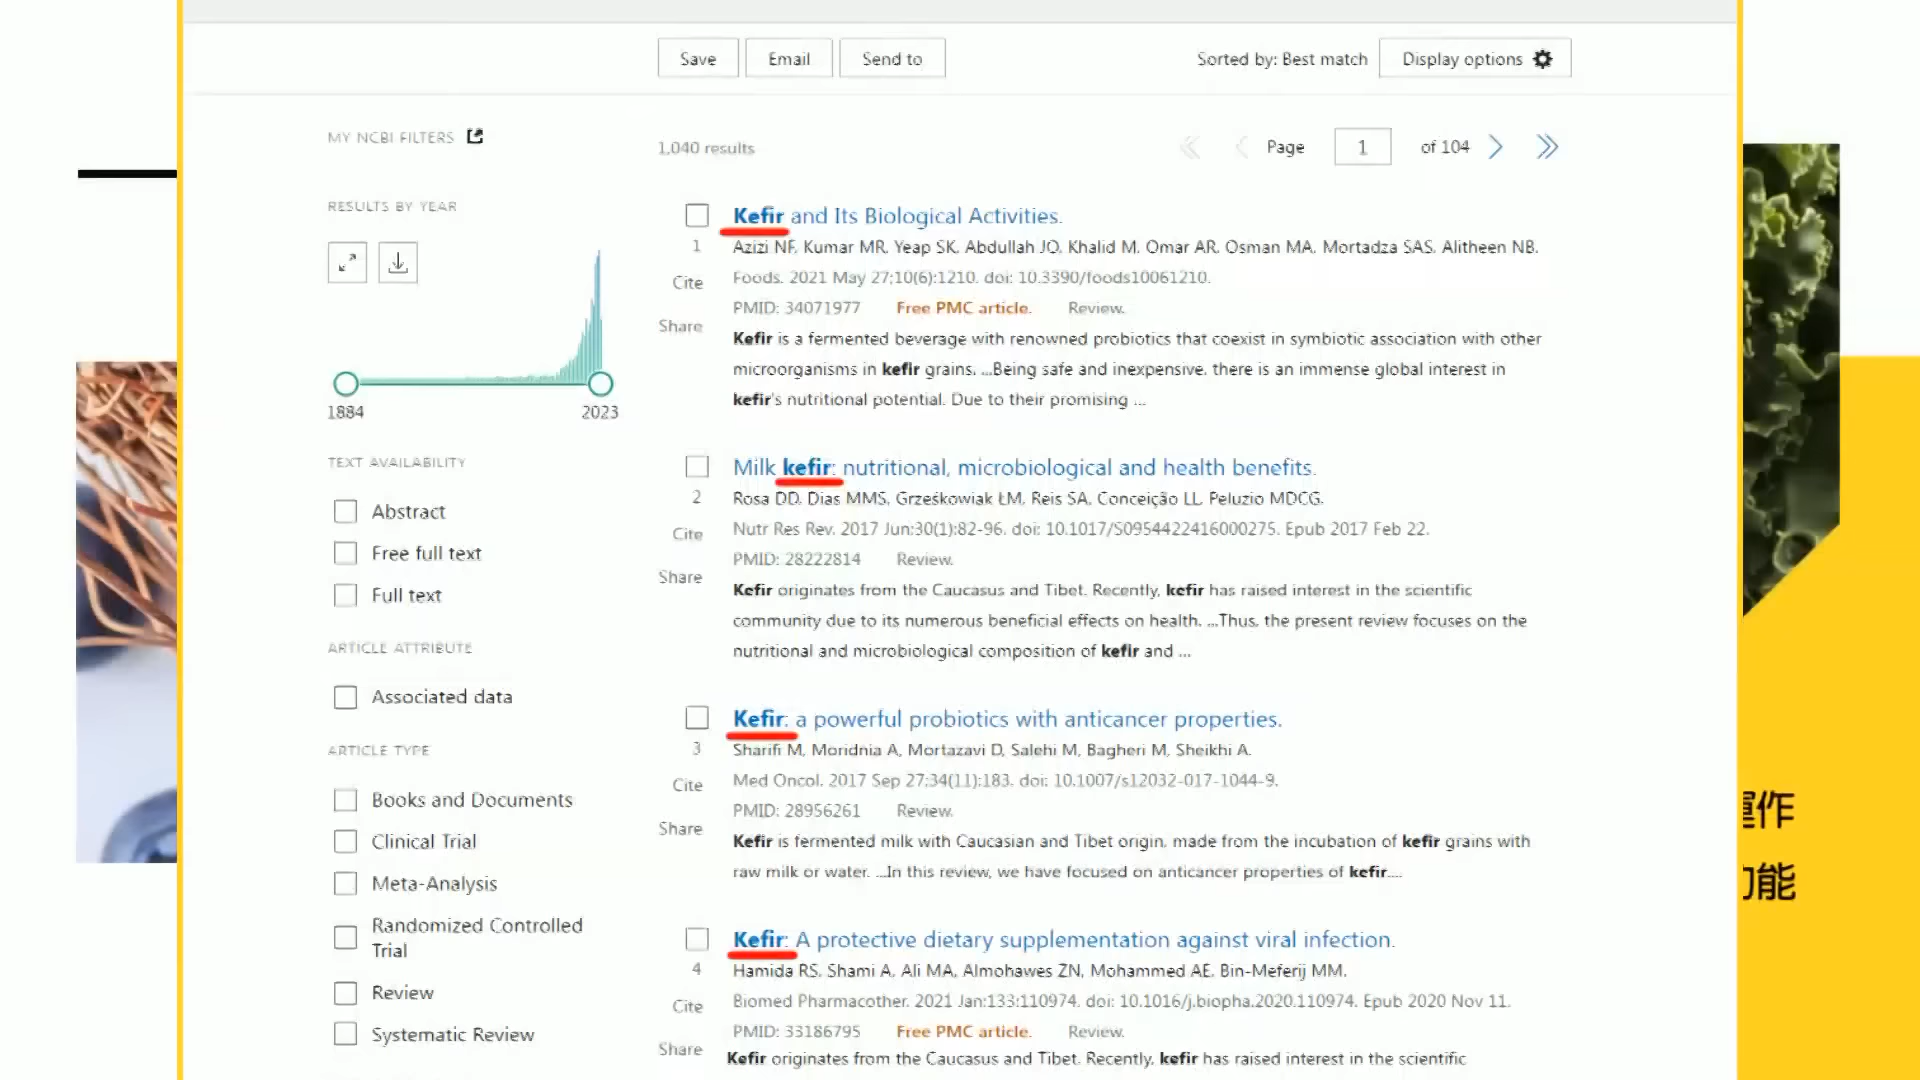 Save
Email
Send to
Sorted by: Best match
Display options
MY NCBI FILTERS
1,040 results
Page
1
of 104
RESULTS BY YEAR
1884
2023
TEXT AVAILABILITY
Abstract
Free full text
Full text
ARTICLE ATTRIBUTE
Associated data
ARTICLE TYPE
Books and Documents
Clinical Trial
Meta-Analysis
Randomized Controlled
Trial
Review
Systematic Review
Kefir and Its Biological Activities.
1
Azizi NF, Kumar MR, Yeap SK, Abdullah JO, Khalid M, Omar AR, Osman MA, Mortadza SAS, Alitheen NB.
Cite
Foods. 2021 May 27;10(6):1210. doi: 10.3390/foods10061210.
PMID: 34071977 Free PMC article. Review.
Share
Kefir is a fermented beverage with renowned probiotics that coexist in symbiotic association with other
microorganisms in kefir grains. ...Being safe and inexpensive, there is an immense global interest in
kefir's nutritional potential. Due to their promising ...
Milk kefir: nutritional, microbiological and health benefits.
2
Rosa DD, Dias MMS, Grześkowiak ŁM, Reis SA, Conceição LL, Peluzio MDCG.
Cite
Nutr Res Rev. 2017 Jun;30(1):82-96. doi: 10.1017/S0954422416000275. Epub 2017 Feb 22.
PMID: 28222814 Review.
Share
Kefir originates from the Caucasus and Tibet. Recently, kefir has raised interest in the scientific
community due to its numerous beneficial effects on health. ...Thus, the present review focuses on the
nutritional and microbiological composition of kefir and ...
Kefir: a powerful probiotics with anticancer properties.
3
Sharifi M, Moridnia A, Mortazavi D, Salehi M, Bagheri M, Sheikhi A.
Cite
Med Oncol. 2017 Sep 27;34(11):183. doi: 10.1007/s12032-017-1044-9.
PMID: 28956261 Review.
Share
Kefir is fermented milk with Caucasian and Tibet origin, made from the incubation of kefir grains with
raw milk or water. ...In this review, we have focused on anticancer properties of kefir....
Kefir: A protective dietary supplementation against viral infection.
4
Hamida RS, Shami A, Ali MA, Almohawes ZN, Mohammed AE, Bin-Meferij MM.
Cite
Biomed Pharmacother. 2021 Jan;133:110974. doi: 10.1016/j.biopha.2020.110974. Epub 2020 Nov 11.
PMID: 33186795 Free PMC article. Review.
Share
Kefir originates from the Caucasus and Tibet. Recently, kefir has raised interest in the scientific
運作
功能